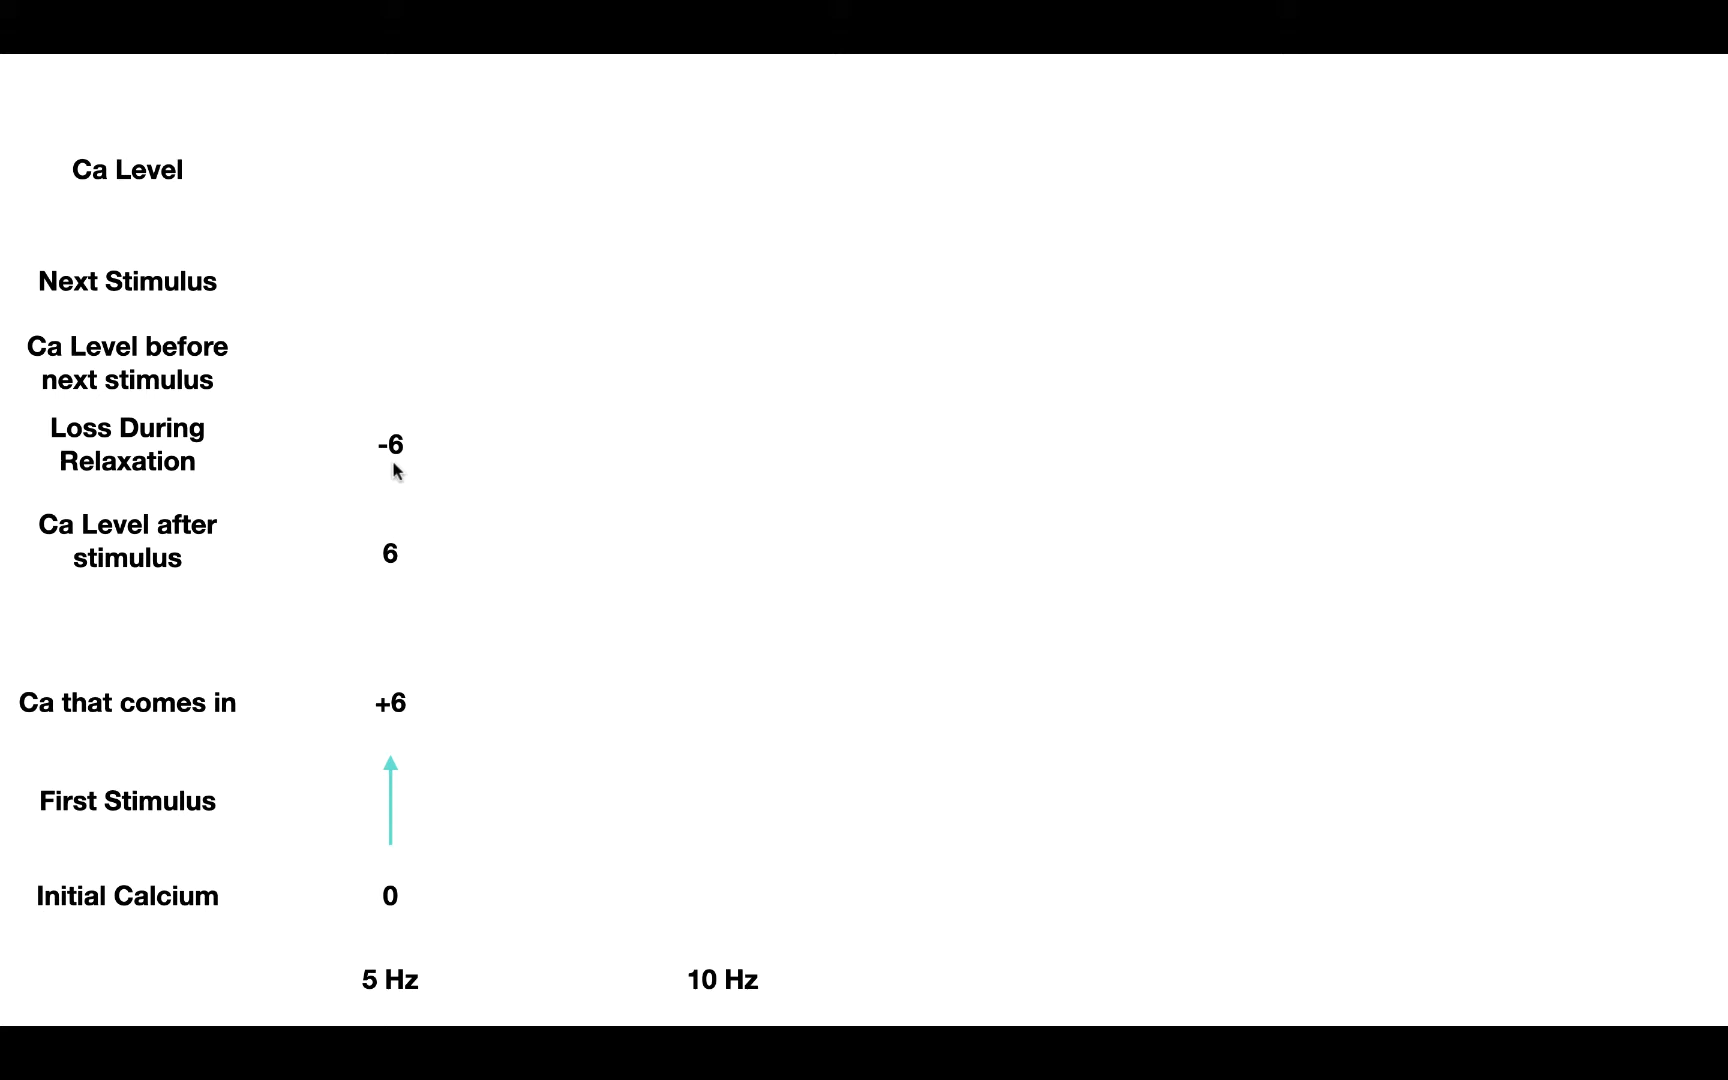 Ca Level
Next Stimulus
Ca Level before
next stimulus
Loss During
Relaxation
-6
Ca Level after
stimulus
6
Ca that comes in
+6
First Stimulus
Initial Calcium
0
5 Hz
10 Hz